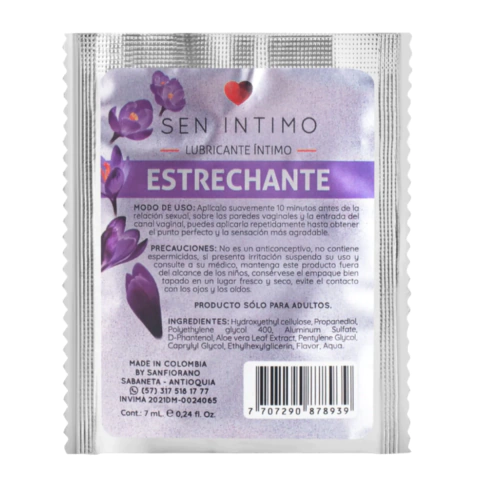 SEN INTIMO
LUBRICANTE ÍNTIMO
ESTRECHANTE
MODO DE USO: Aplícalo suavemente 10 minutos antes de la
relación sexual, sobre las paredes vaginales y la entrada del
canal vaginal, puedes aplicarlo repetidamente hasta obtener
el punto perfecto y la sensación más agradable.
PRECAUCIONES: No es un anticonceptivo, no contiene
espermicidas, si presenta irritación suspenda su uso y
consulte a su médico, mantenga este producto fuera
del alcance de los niños, consérvese el empaque bien
tapado en un lugar fresco y seco, evite el contacto
con los ojos y los oídos.
PRODUCTO SÓLO PARA ADULTOS.
INGREDIENTES: Hydroxyethyl cellulose, Propanediol,
Polyethylene glycol 400, Aluminum Sulfate,
D-Phantenol, Aloe vera Leaf Extract, Pentylene Glycol,
Caprylyl Glycol, Ethylhexylglicerin, Flavor, Aqua.
MADE IN COLOMBIA
BY SANFIORANO
SABANETA - ANTIOQUIA
(57) 317 518 17 77
INVIMA 2021DM-0024065
Cont.: 7 mL. e 0,24 fl. Oz.
7 707290 878939